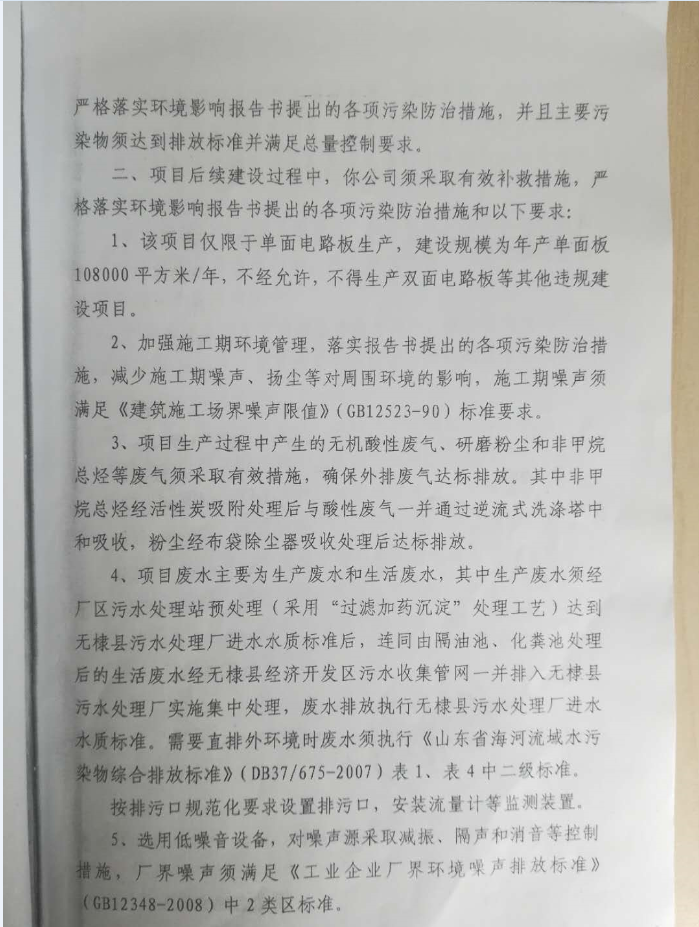 严格落实环境影响报告书提出的各项污染防治措施，并且主要污
染物须达到排放标准并满足总量控制要求。
二、项目后续建设过程中，你公司须采取有效补救措施，严
格落实环境影响报告书提出的各项污染防治措施和以下要求：
1、该项目仅限于单面电路板生产，建设规模为年产单面板
108000平方米/年，不经允许，不得生产双面电路板等其他违规建
设项目。
2、加强施工期环境管理，落实报告书提出的各项污染防治措
施，减少施工期噪声、扬尘等对周围环境的影响，施工期噪声须
满足《建筑施工场界噪声限值》(GB12523-90)标准要求。
3、项目生产过程中产生的无机酸性废气、研磨粉尘和非甲烷
总烃等废气须采取有效措施，确保外排废气达标排放。其中非甲
烷总烃经活性炭吸附处理后与酸性废气一并通过逆流式洗涤塔中
和吸收，粉尘经布袋除尘器吸收处理后达标排放。
4、项目废水主要为生产废水和生活废水，其中生产废水须经
厂区污水处理站预处理（采用“过滤加药沉淀”处理工艺）达到
无棣县污水处理厂进水水质标准后，连同由隔油池、化粪池处理
后的生活废水经无棣县经济开发区污水收集管网一并排入无棣县
污水处理厂实施集中处理，废水排放执行无棣县污水处理厂进水
水质标准。需要直排外环境时废水须执行《山东省海河流域水污
染物综合排放标准》(DB37/675-2007)表1、表4中二级标准。
按排污口规范化要求设置排污口，安装流量计等监测装置。
5、选用低噪音设备，对噪声源采取减振、隔声和消音等控制
措施，厂界噪声须满足《工业企业厂界环境噪声排放标准》
(GB12348-2008)中2类区标准。